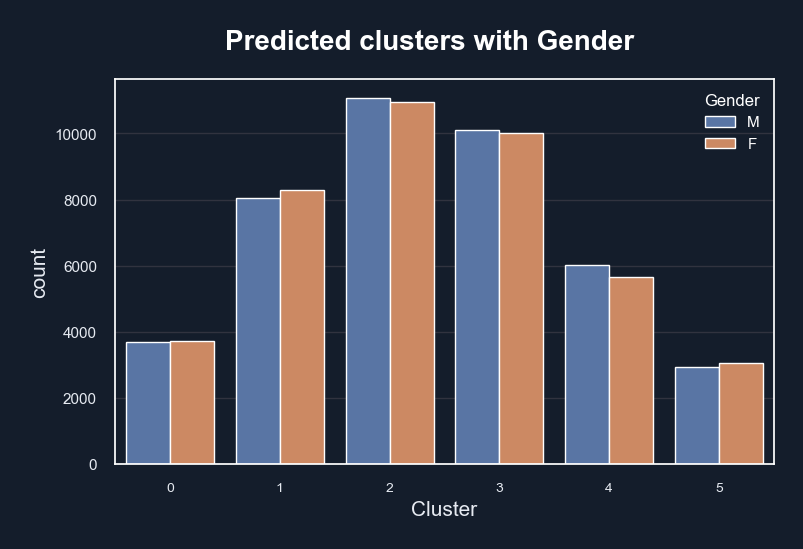 Predicted clusters with Gender
Gender
M
F
10000
8000
6000
4000
2000
0
count
0 1 2 3 4 5
Cluster